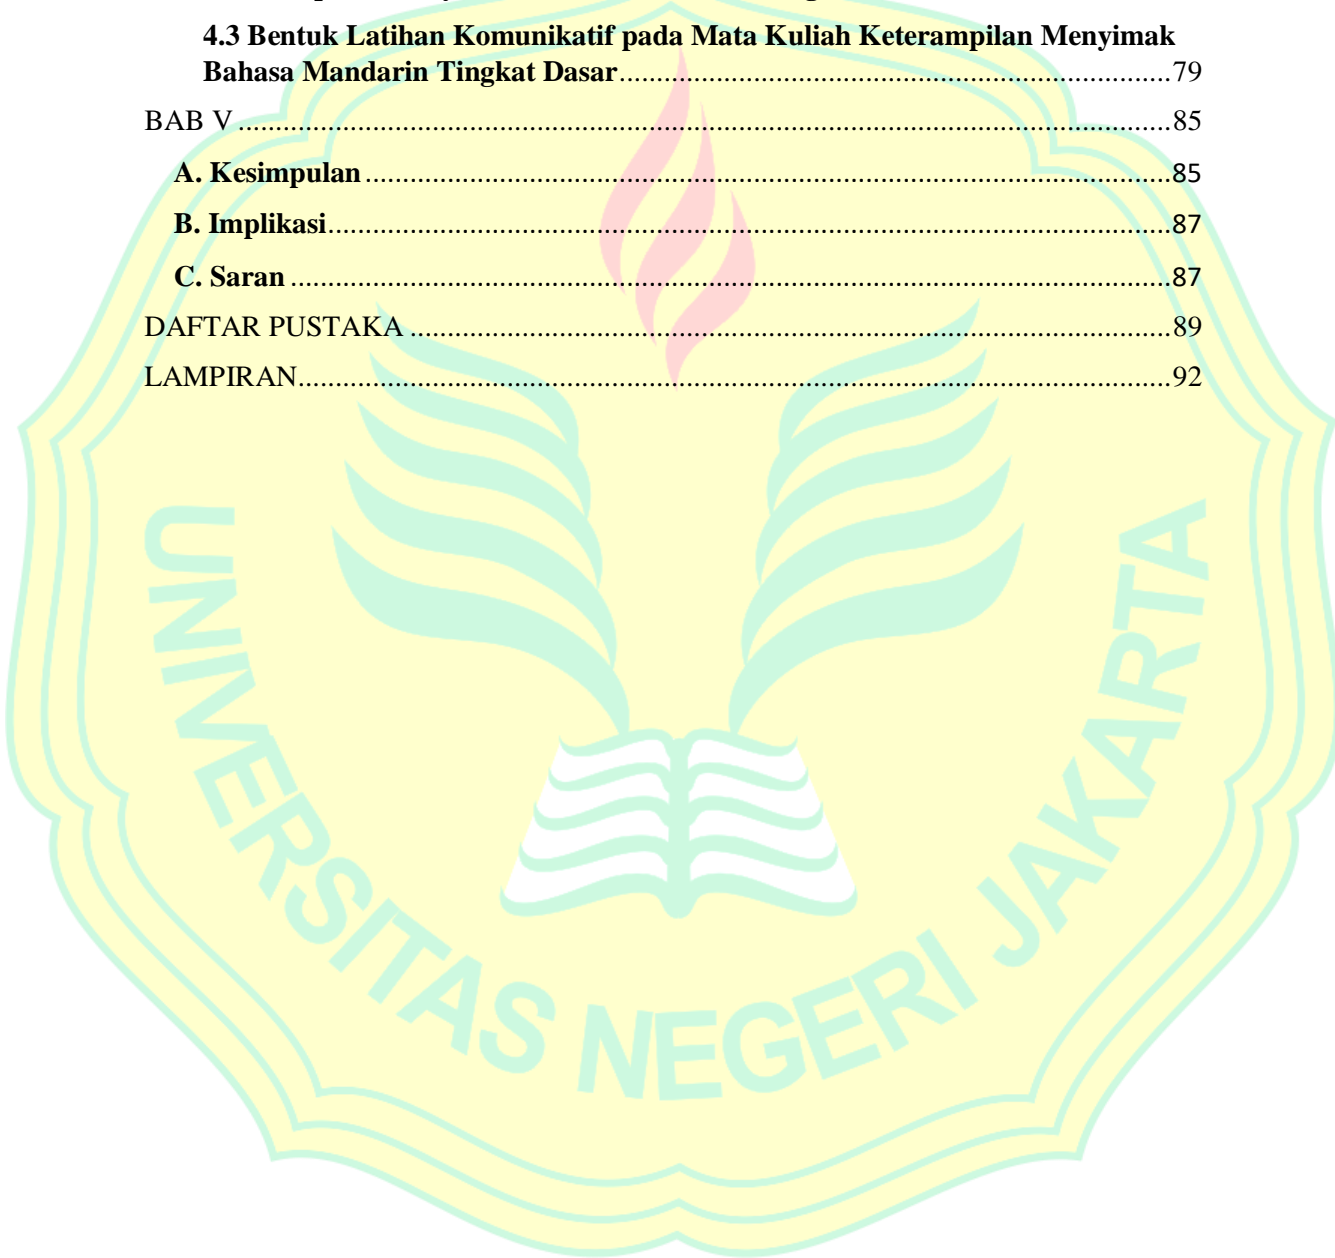 4.3 Bentuk Latihan Komunikatif pada Mata Kuliah Keterampilan Menyimak
Bahasa Mandarin Tingkat Dasar............79
BAB V............85
A. Kesimpulan............85
B. Implikasi............87
C. Saran............87
DAFTAR PUSTAKA............89
LAMPIRAN............92
UNIVERSITAS NEGERI JAKARTA